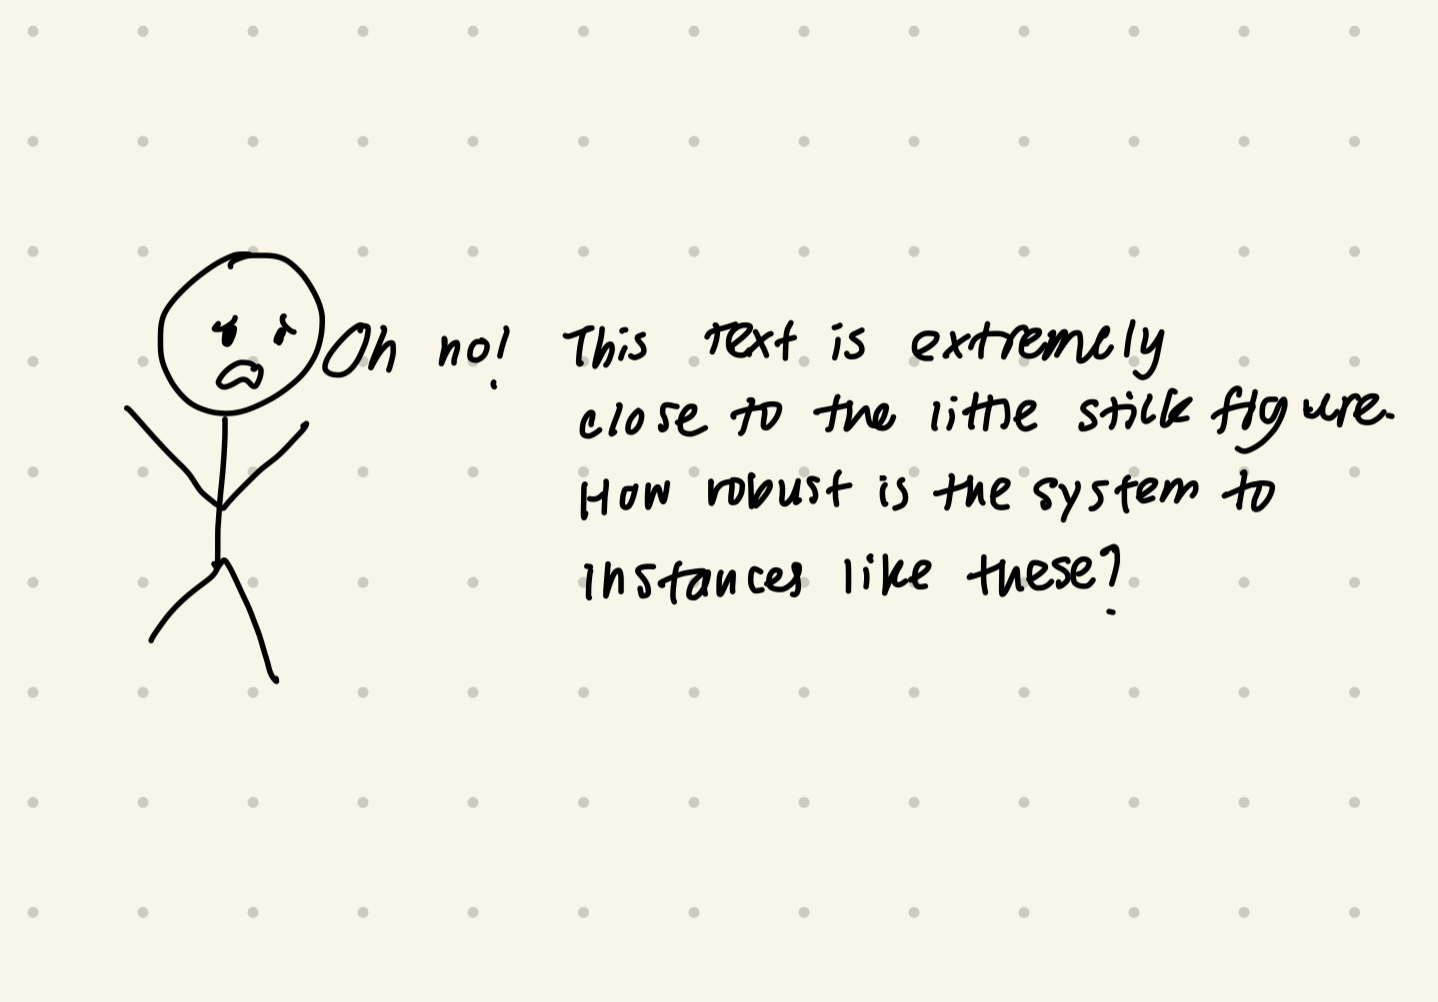 Oh no! This text is extremely
close to the little stick figure.
How robust is the system to
instances like these?